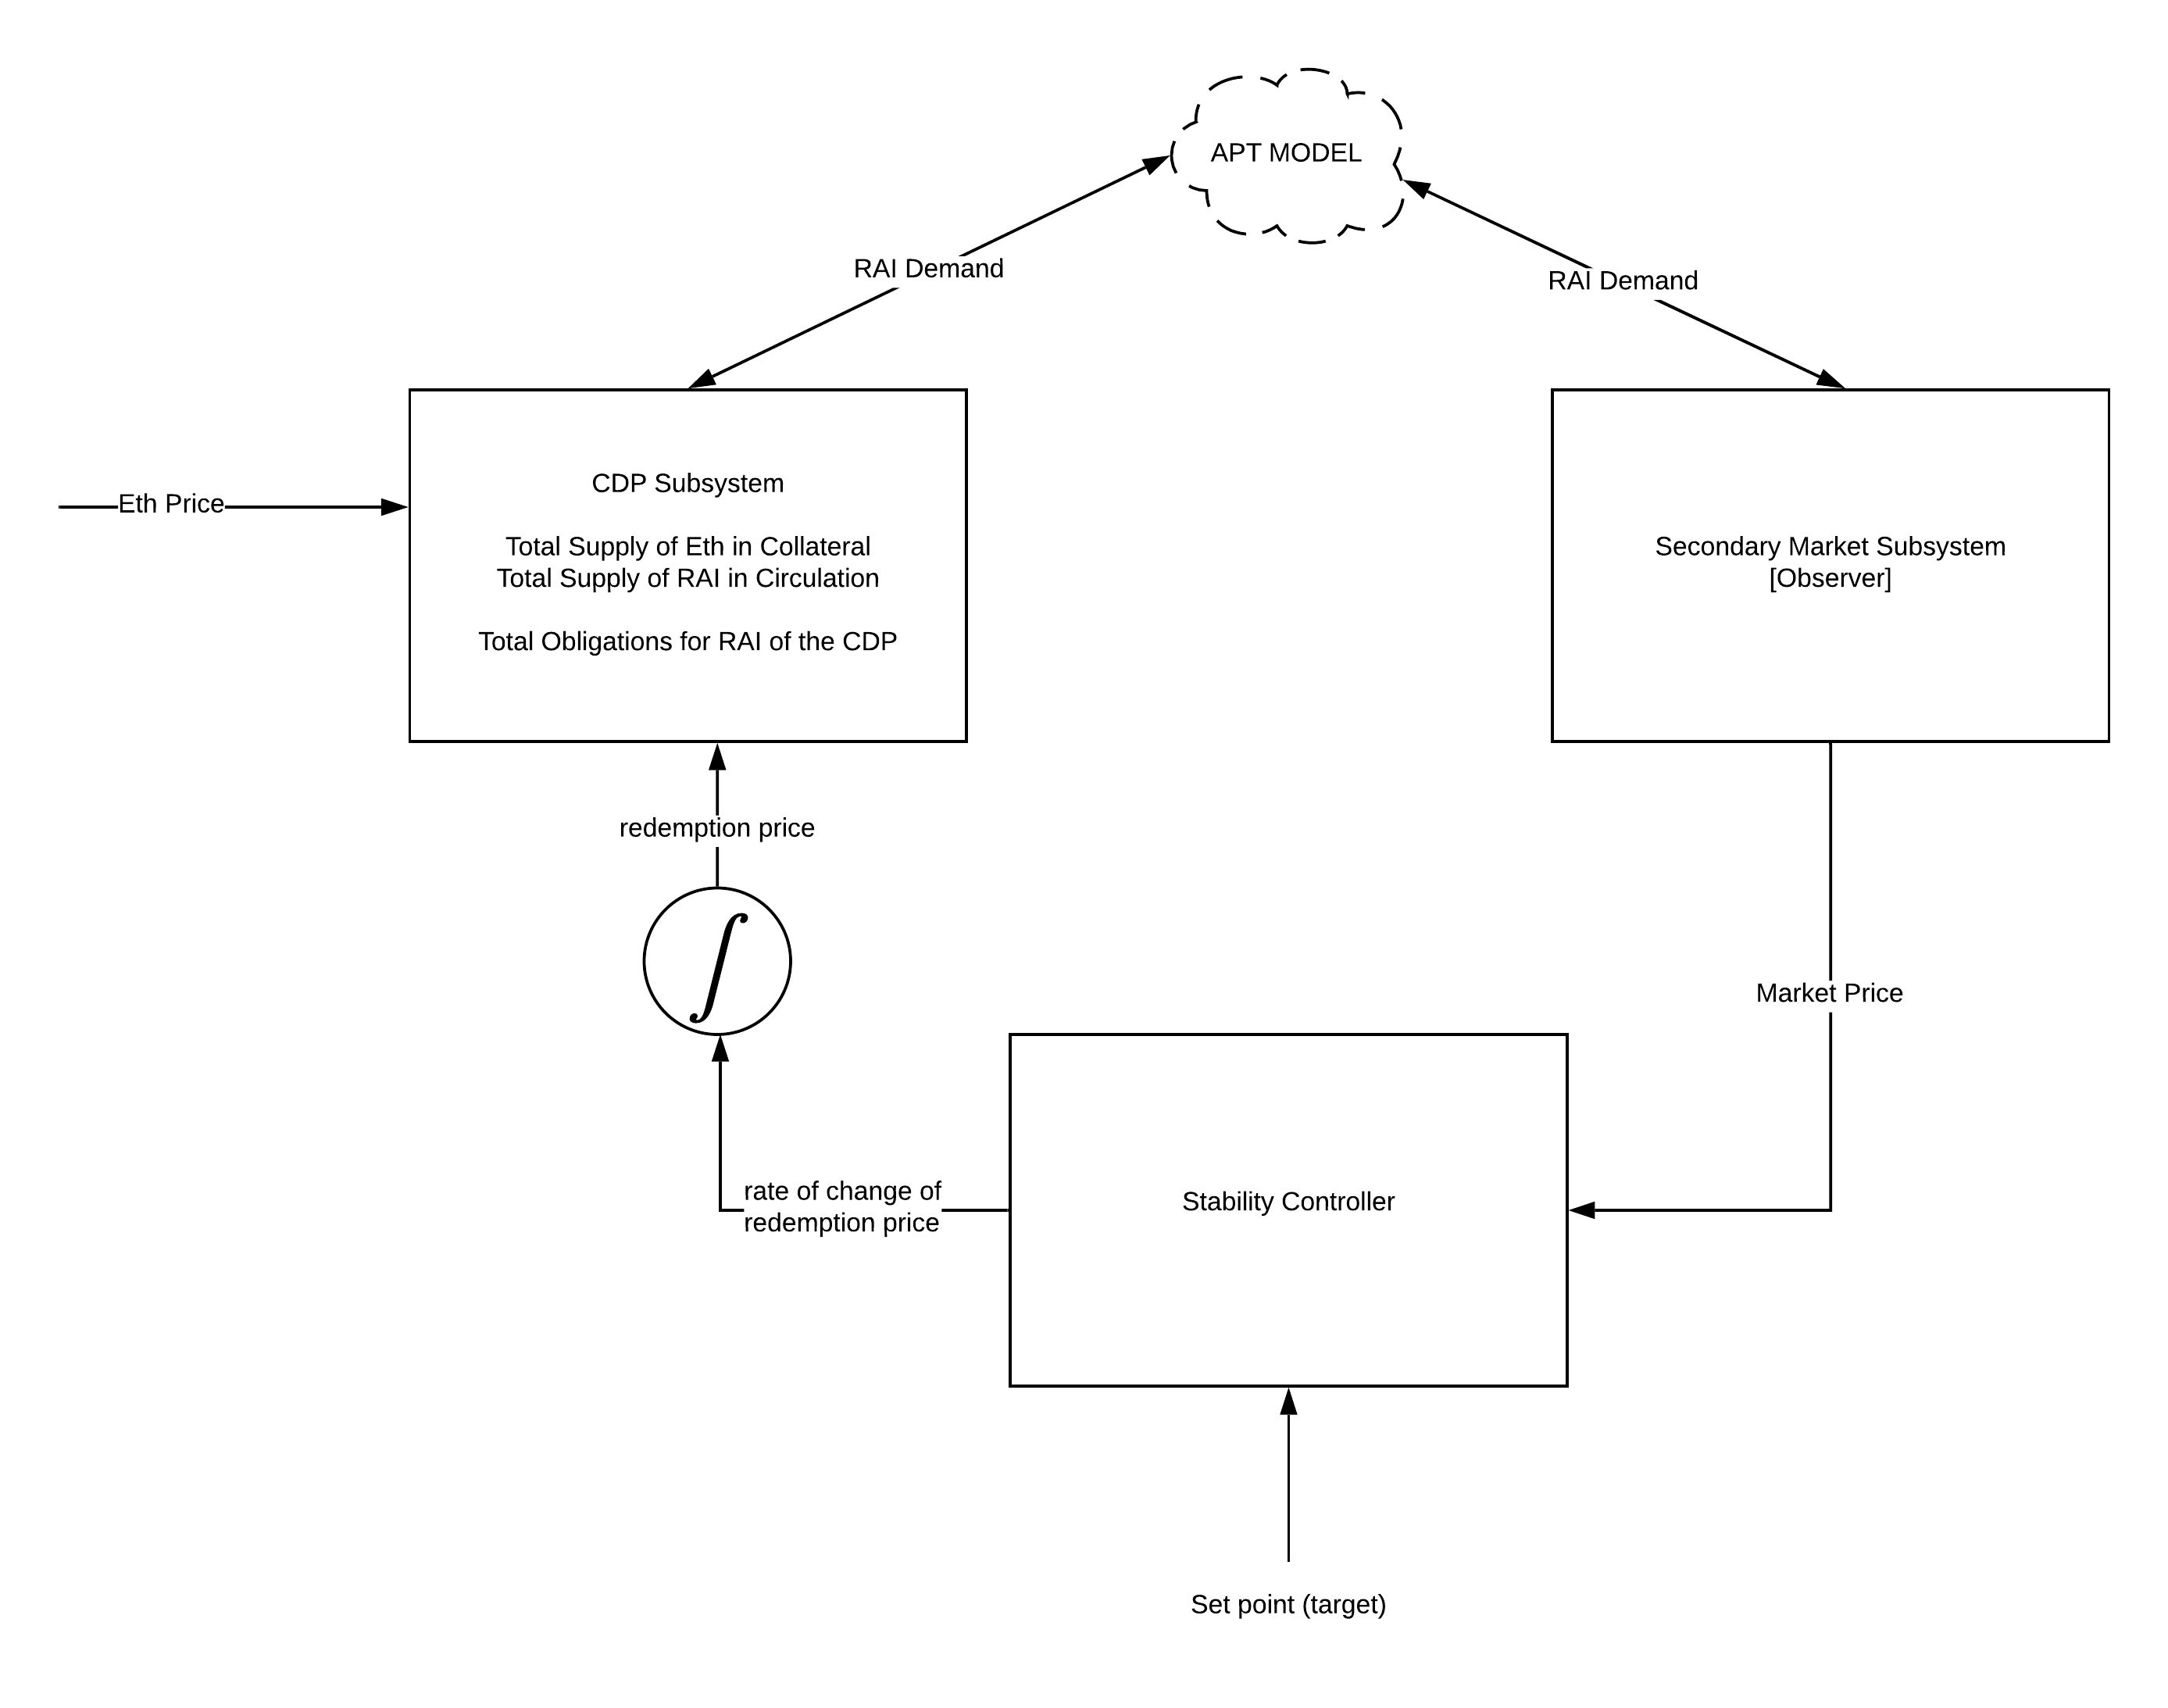 APT MODEL
RAI Demand
RAI Demand
Eth Price
CDP Subsystem
Total Supply of Eth in Collateral
Total Supply of RAI in Circulation
Total Obligations for RAI of the CDP
Secondary Market Subsystem
[Observer]
redemption price
∫
Market Price
rate of change of
redemption price
Stability Controller
Set point (target)